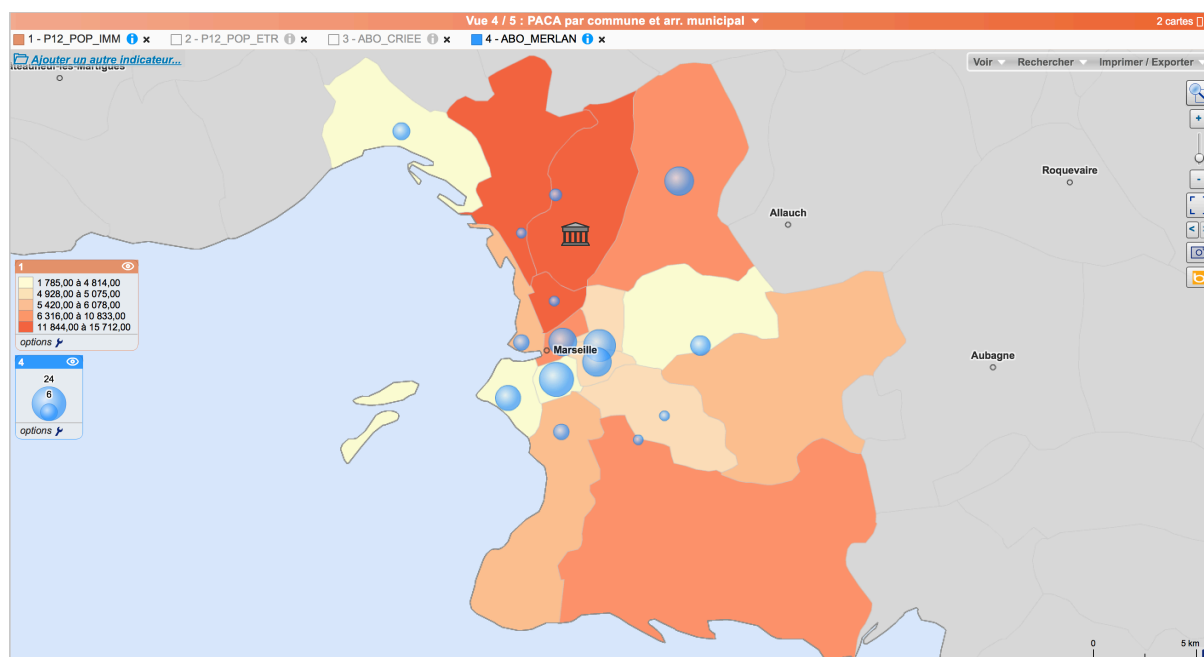 Vue 4 / 5 : PACA par commune et arr. municipal
2 cartes
1 - P12_POP_IMM
2 - P12_POP_ETR
3 - ABO_CRIEE
4 - ABO_MERLAN
Ajouter un autre indicateur...
Voir
Rechercher
Imprimer / Exporter
Roquevaire
Allauch
Marseille
Aubagne
1
1 785,00 à 4 814,00
4 928,00 à 5 075,00
5 420,00 à 6 078,00
6 316,00 à 10 833,00
11 844,00 à 15 712,00
options
4
24
6
options
0
5 km